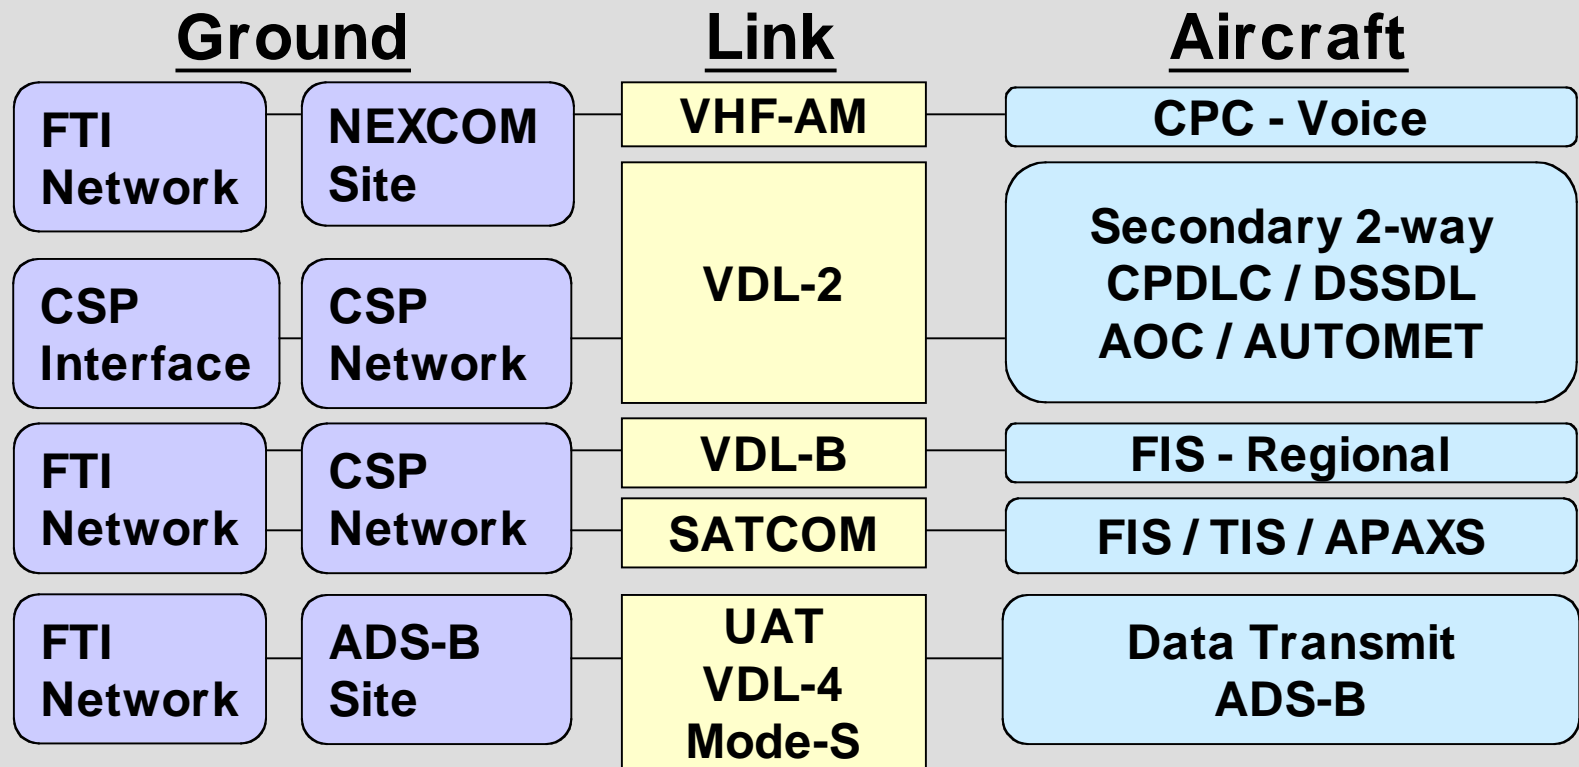 Ground
Link
Aircraft
FTI
Network
NEXCOM
Site
VHF-AM
CPC - Voice
CSP
Interface
CSP
Network
VDL-2
Secondary 2-way
CPDLC / DSSDL
AOC / AUTOMET
FTI
Network
CSP
Network
VDL-B
FIS - Regional
SATCOM
FIS / TIS / APAXS
FTI
Network
ADS-B
Site
UAT
VDL-4
Mode-S
Data Transmit
ADS-B